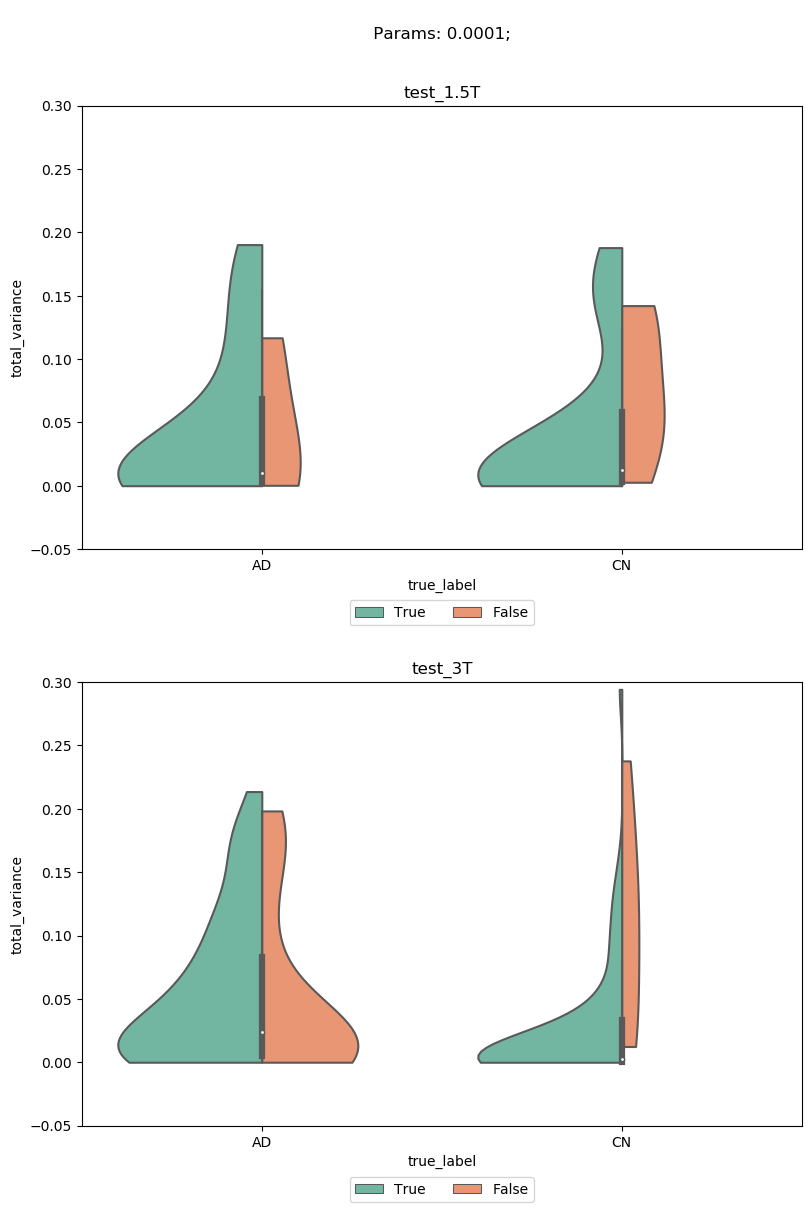 Params: 0.0001;
test_1.5T
0.30
0.25
0.20
0.15
0.10
0.05
0.00
−0.05
total_variance
AD CN
true_label
True False
test_3T
0.30
0.25
0.20
0.15
0.10
0.05
0.00
−0.05
total_variance
AD CN
true_label
True False